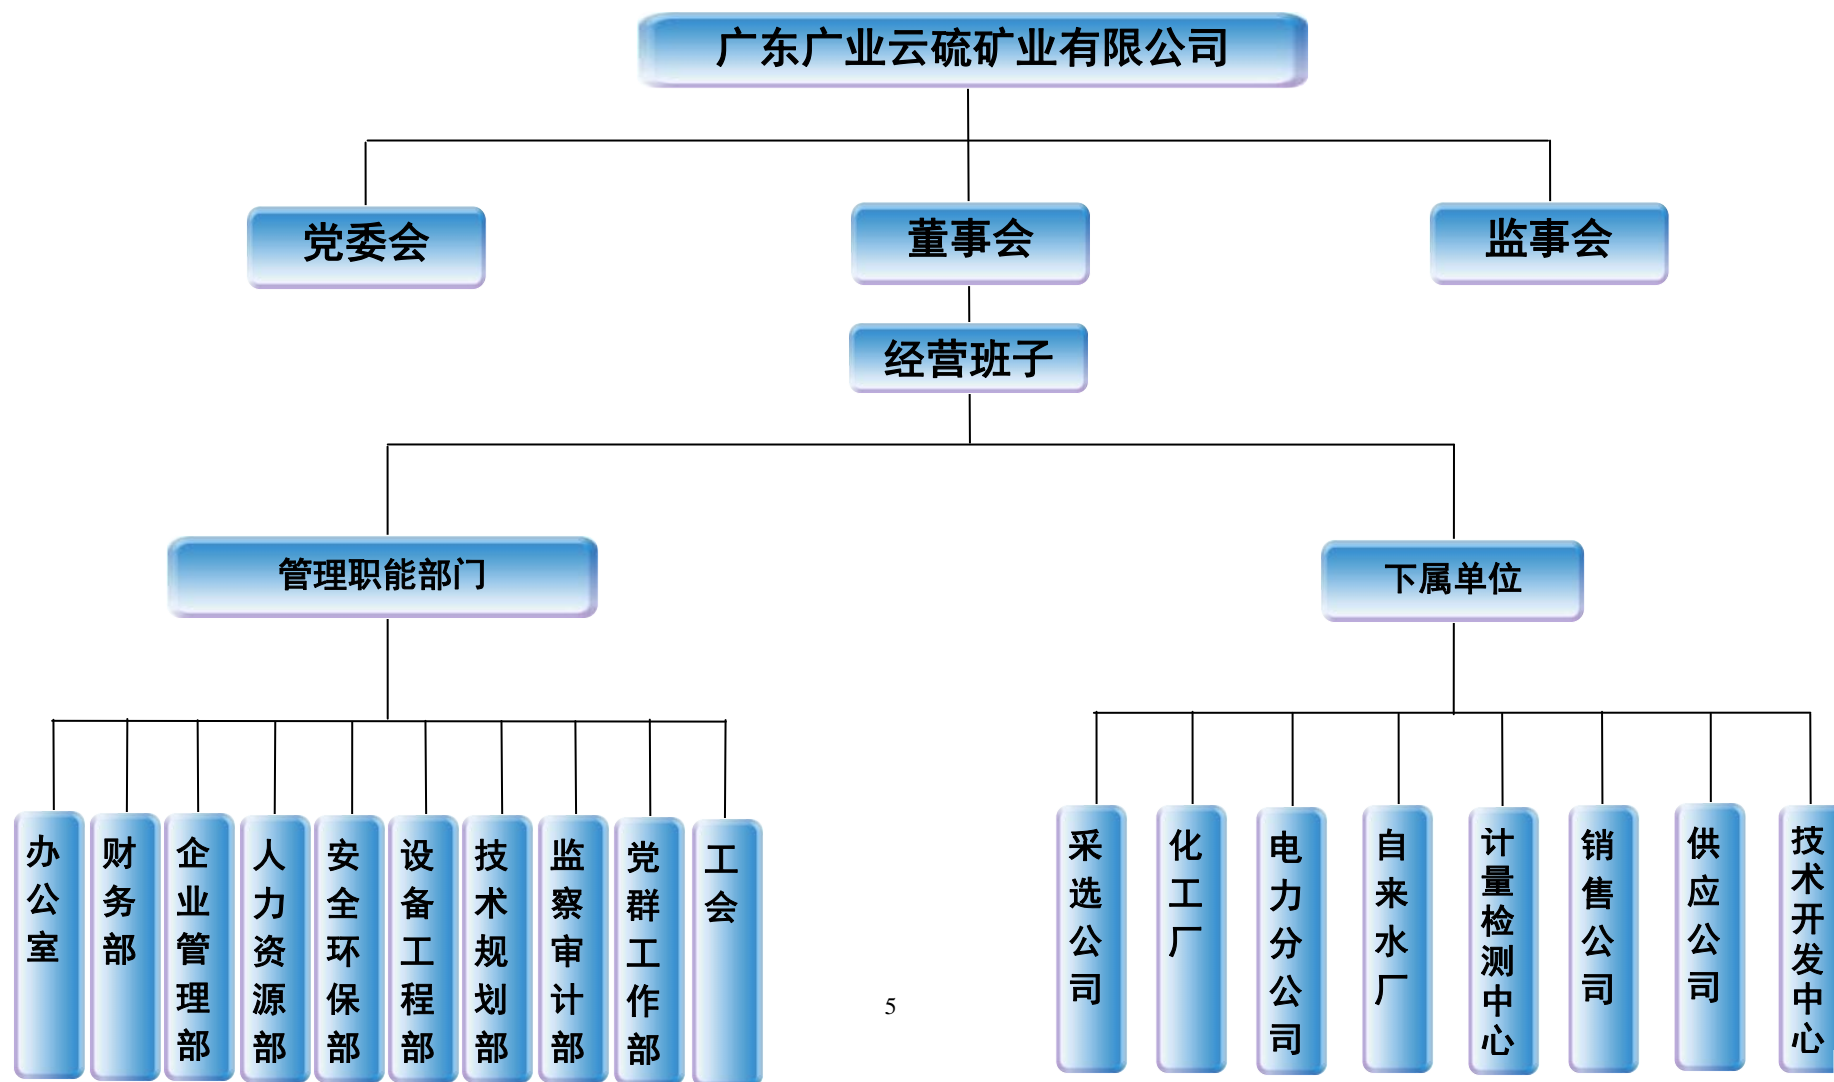 广东广业云硫矿业有限公司
党委会
董事会
监事会
经营班子
管理职能部门
下属单位
办公室
财务部
企业管理部
人力资源部
安全环保部
设备工程部
技术规划部
监察审计部
党群工作部
工会
采选公司
化工厂
电力分公司
自来水厂
计量检测中心
销售公司
供应公司
技术开发中心
5